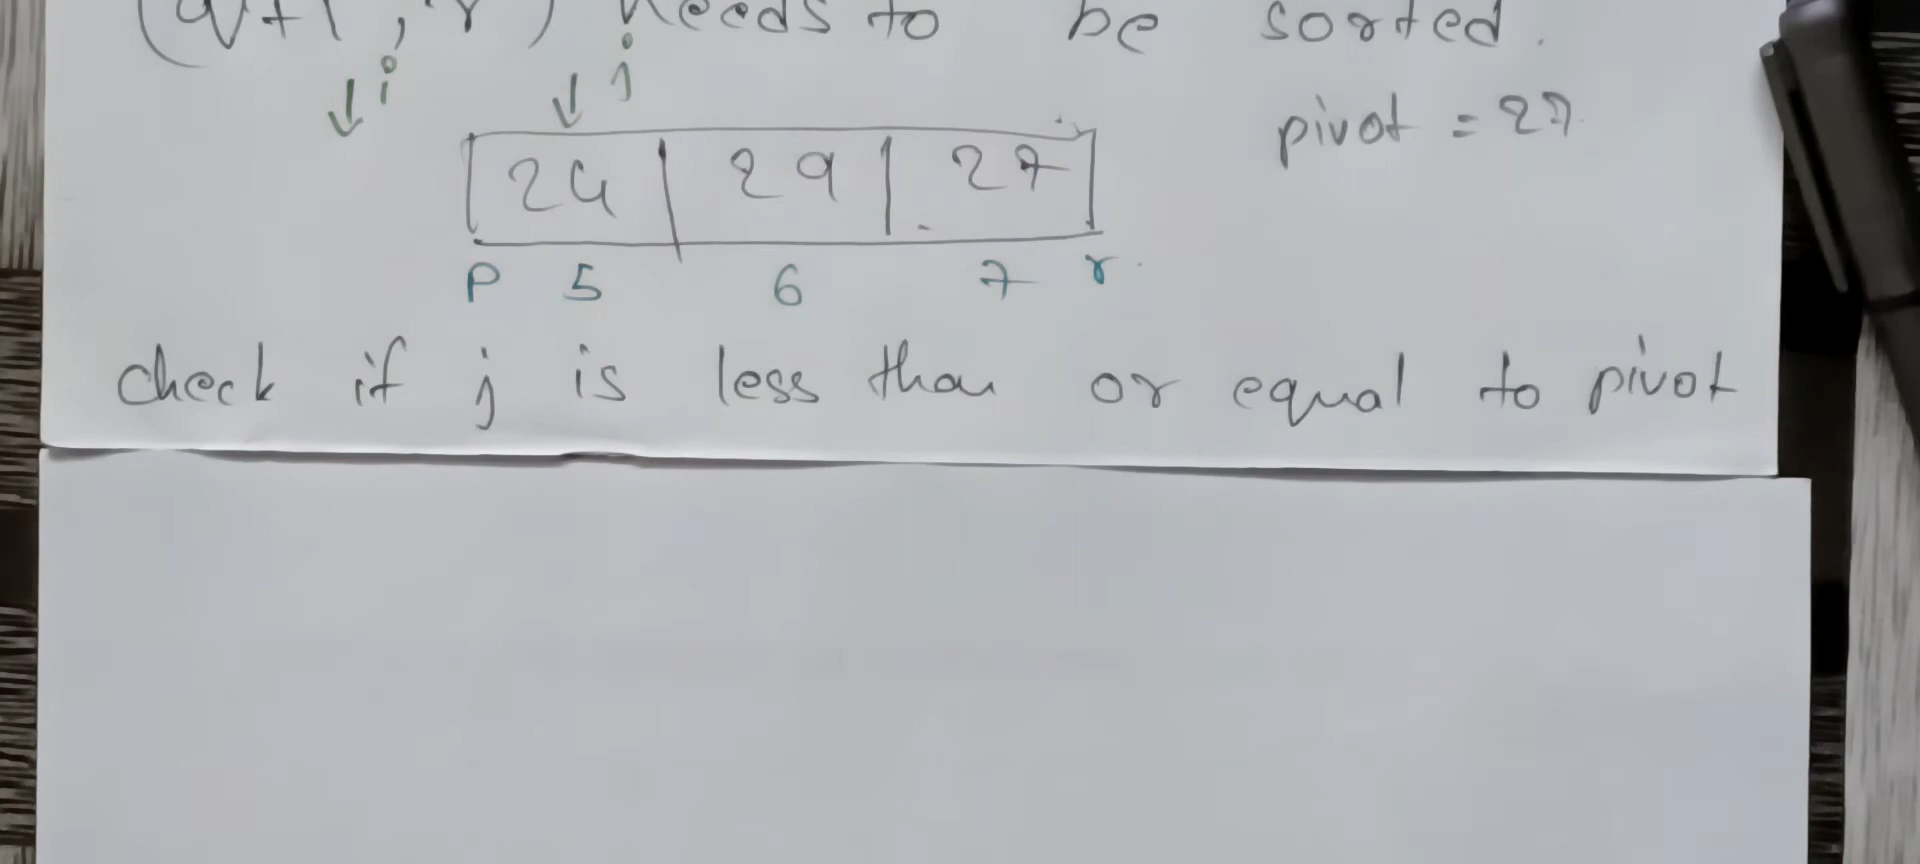 (q+1, r) needs to be sorted.
i j
pivot = 27
24 | 29 | 27
p 5 6 7 r
check if j is less than or equal to pivot